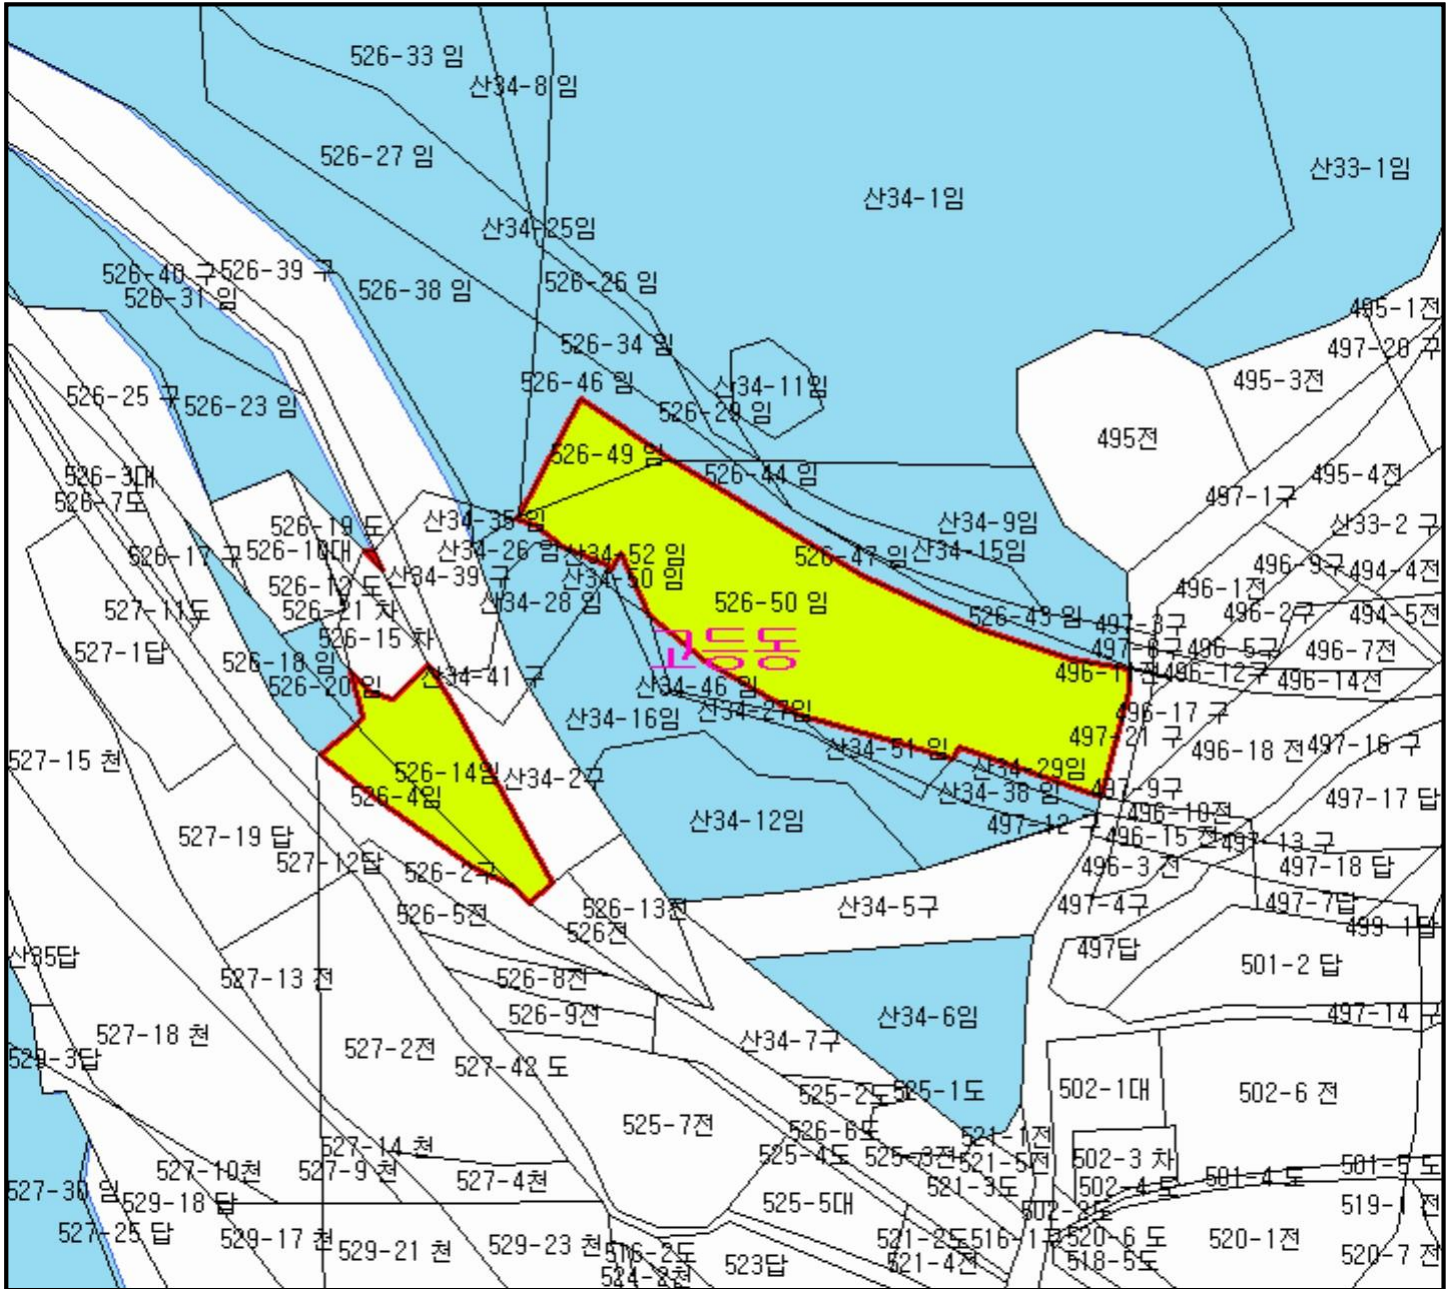 526-33 임
산34-8 임
526-27 임
산33-1임
산34-1임
산34-25임
526-40 구
526-39 구
526-31 임
526-38 임
526-26 임
495-1전
526-34 임
497-20 구
526-46 임
산34-11임
495-3전
526-25 구
526-23 임
526-29 임
495전
526-49 임
526-3대
526-44 임
495-4전
526-7도
497-1구
526-19 도
산34-35 임
산34-9임
산33-2 구
526-17 구
526-10대
산34-26 임
산34-52 임
526-47 임
산34-15임
496-9구
494-4전
526-12 도
산34-39 구
산34-50 임
496-1전
527-11도
526-21 차
산34-28 임
526-50 임
526-43 임
497-3구
496-2구
494-5전
527-1답
526-15 차
고등동
497-6구
496-5구
496-7전
526-18 임
산34-41 구
496-11 전
496-12구
526-20 임
산34-46 임
496-14전
산34-16임
산34-27임
496-17 구
527-15 천
산34-51 임
497-21 구
496-18 전
497-16 구
526-14임
산34-2구
산34-29임
526-4임
산34-38 임
497-9구
497-17 답
527-19 답
산34-12임
497-12 구
496-10전
496-15 전
497-13 구
527-12답
526-2구
496-3 전
497-18 답
526-5전
526-13전
산34-5구
497-4구
497-7답
526전
499-1답
산35답
497답
501-2 답
527-13 전
526-8전
526-9전
산34-6임
497-14 구
527-18 천
산34-7구
529-3답
527-2전
527-42 도
525-2도
525-1도
502-1대
502-6 전
525-7전
526-6도
521-1전
527-14 천
525-4도
525-3전
521-5전
502-3 차
501-5 도
527-10천
527-9 천
527-4천
521-3도
502-4 도
501-4 도
527-30 임
529-18 답
525-5대
502-2도
519-1 전
527-25 답
529-17 천
529-21 천
529-23 천
516-2도
521-2도
516-1구
520-6 도
520-1전
520-7 전
524-2천
523답
521-4전
518-5도